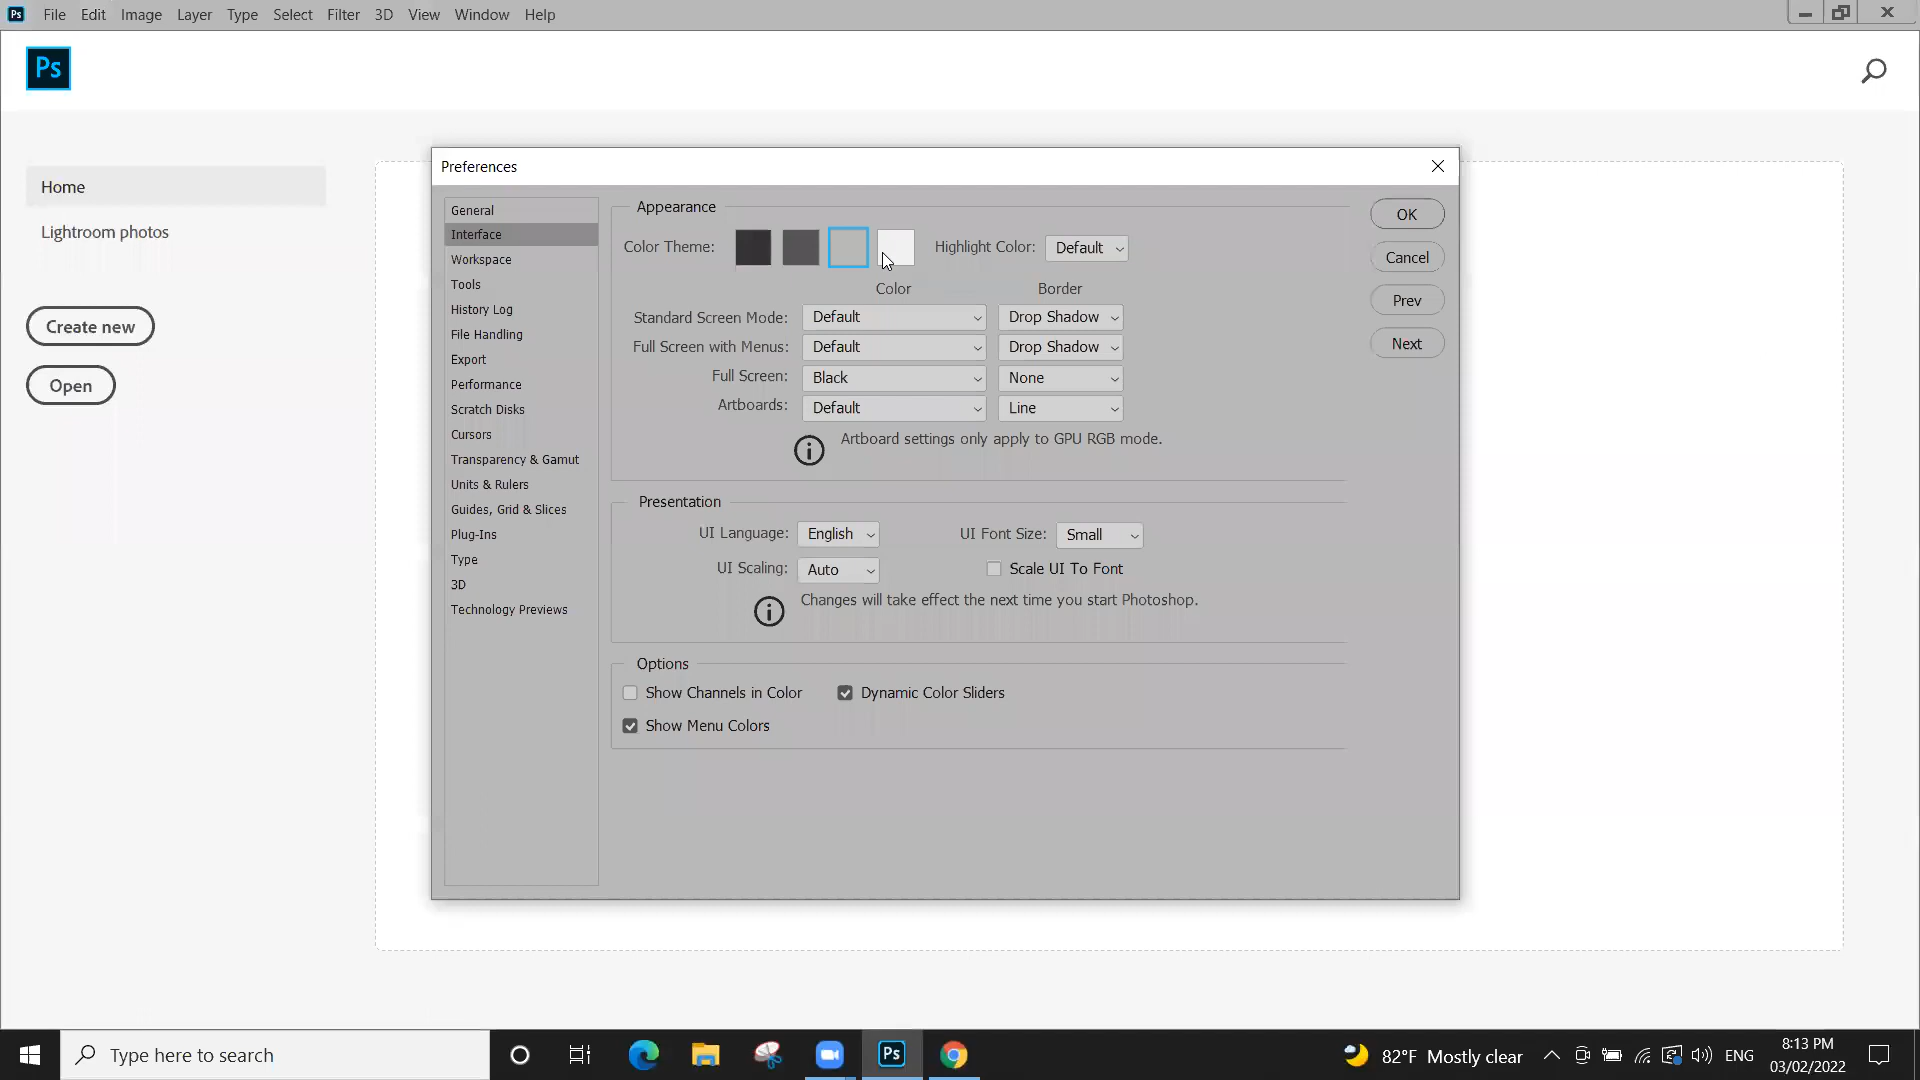 Ps File Edit Image Layer Type Select Filter 3D View Window Help
Ps
Home
Lightroom photos
Create new
Open
Preferences
General
Interface
Workspace
Tools
History Log
File Handling
Export
Performance
Scratch Disks
Cursors
Transparency & Gamut
Units & Rulers
Guides, Grid & Slices
Plug-Ins
Type
3D
Technology Previews
Appearance
Color Theme: Highlight Color: Default
Color Border
Standard Screen Mode: Default Drop Shadow
Full Screen with Menus: Default Drop Shadow
Full Screen: Black None
Artboards: Default Line
Artboard settings only apply to GPU RGB mode.
Presentation
UI Language: English UI Font Size: Small
UI Scaling: Auto Scale UI To Font
Changes will take effect the next time you start Photoshop.
Options
Show Channels in Color Dynamic Color Sliders
Show Menu Colors
OK
Cancel
Prev
Next
Type here to search
Ps
82°F Mostly clear
ENG
8:13 PM
03/02/2022